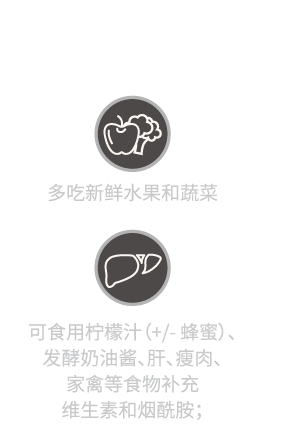 多吃新鲜水果和蔬菜
可食用柠檬汁（+/- 蜂蜜）、
发酵奶油酱、肝、瘦肉、
家禽等食物补充
维生素和烟酰胺；